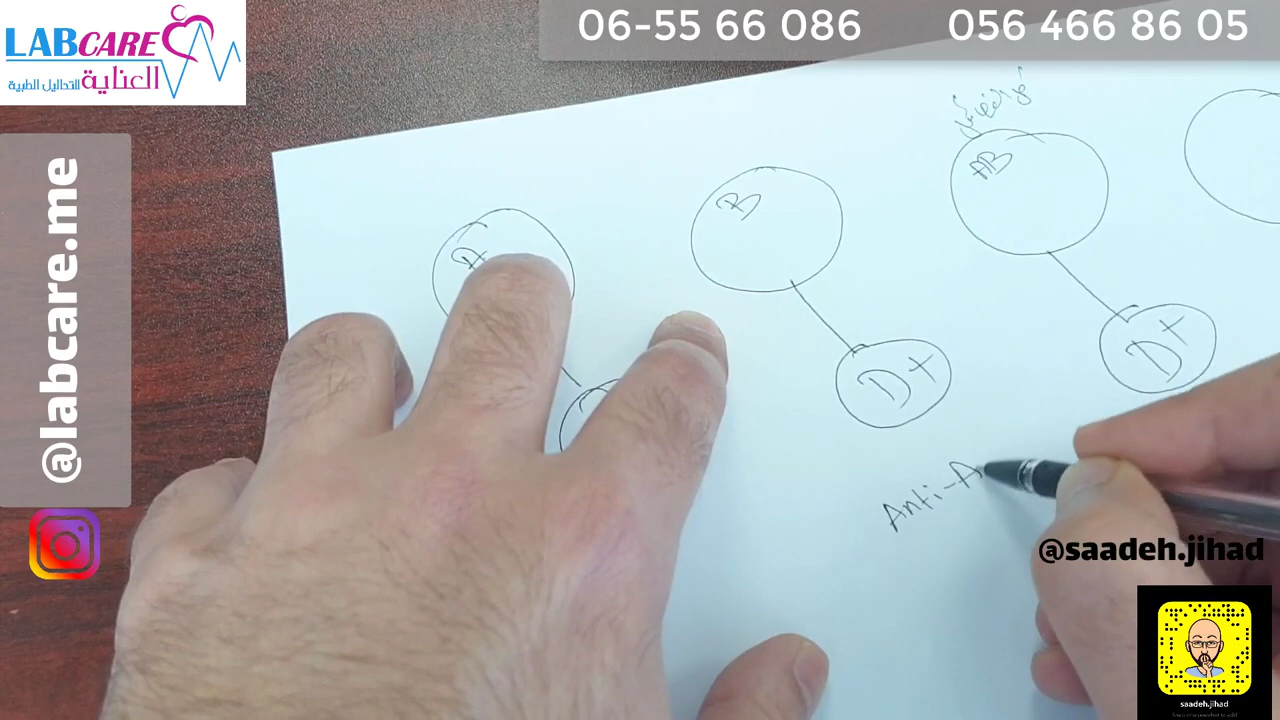 LABCARE
العناية للتحاليل الطبية
06-55 66 086
056 466 86 05
@labcare.me
A
B
AB
D+
D+
Anti-A
@saadeh.jihad
saadeh.jihad